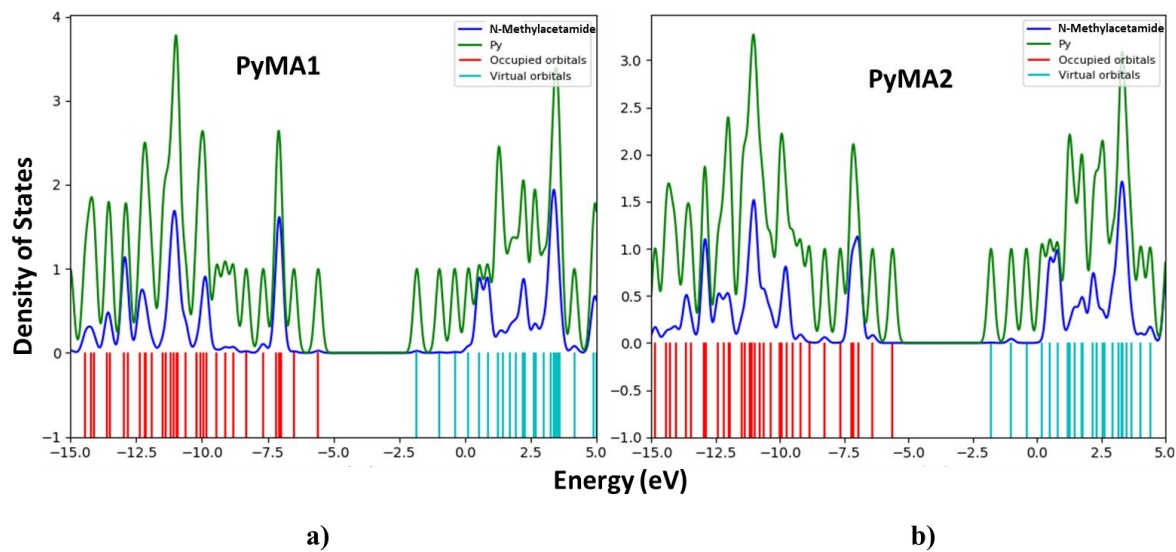 PyMA1
N-Methylacetamide
Py
Occupied orbitals
Virtual orbitals
4
3
2
1
0
−1
−15.0 −12.5 −10.0 −7.5 −5.0 −2.5 0.0 2.5 5.0
Density of States
PyMA2
N-Methylacetamide
Py
Occupied orbitals
Virtual orbitals
3.0
2.5
2.0
1.5
1.0
0.5
0.0
−0.5
−1.0
−15.0 −12.5 −10.0 −7.5 −5.0 −2.5 0.0 2.5 5.0
Energy (eV)
a) b)